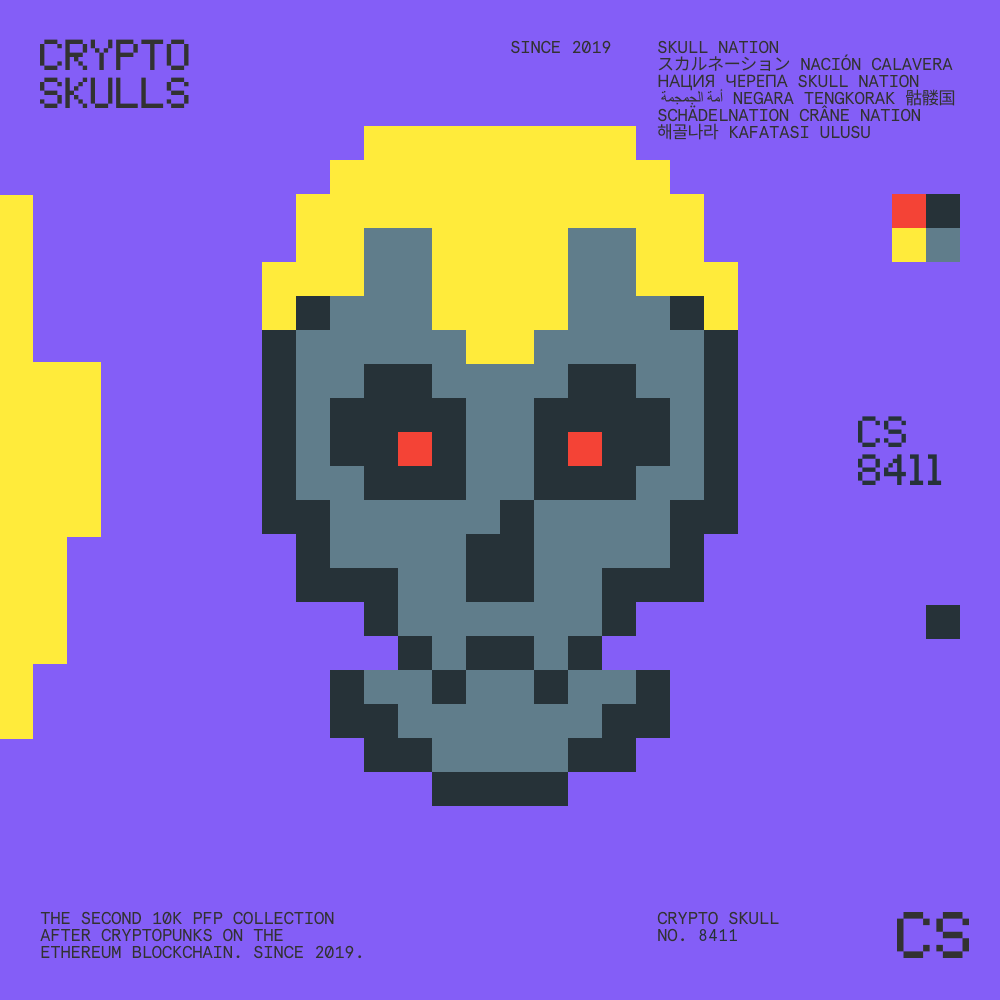 CRYPTO
SKULLS
SINCE 2019
SKULL NATION
スカルネーション NACIÓN CALAVERA
НАЦИЯ ЧЕРЕПА SKULL NATION
أمة الجمجمة NEGARA TENGKORAK 骷髅国
SCHÄDELNATION CRÂNE NATION
해골나라 KAFATASI ULUSU
CS
8411
THE SECOND 10K PFP COLLECTION
AFTER CRYPTOPUNKS ON THE
ETHEREUM BLOCKCHAIN. SINCE 2019.
CRYPTO SKULL
NO. 8411
CS